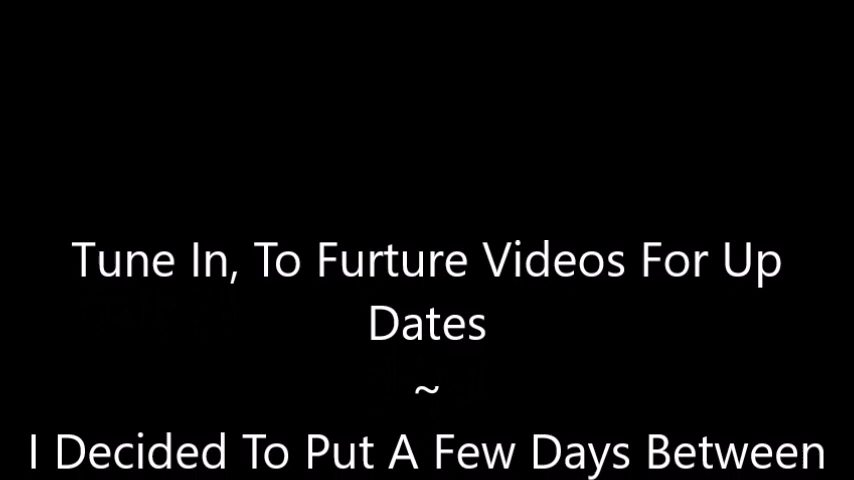 Tune In, To Furture Videos For Up
Dates
~
I Decided To Put A Few Days Between